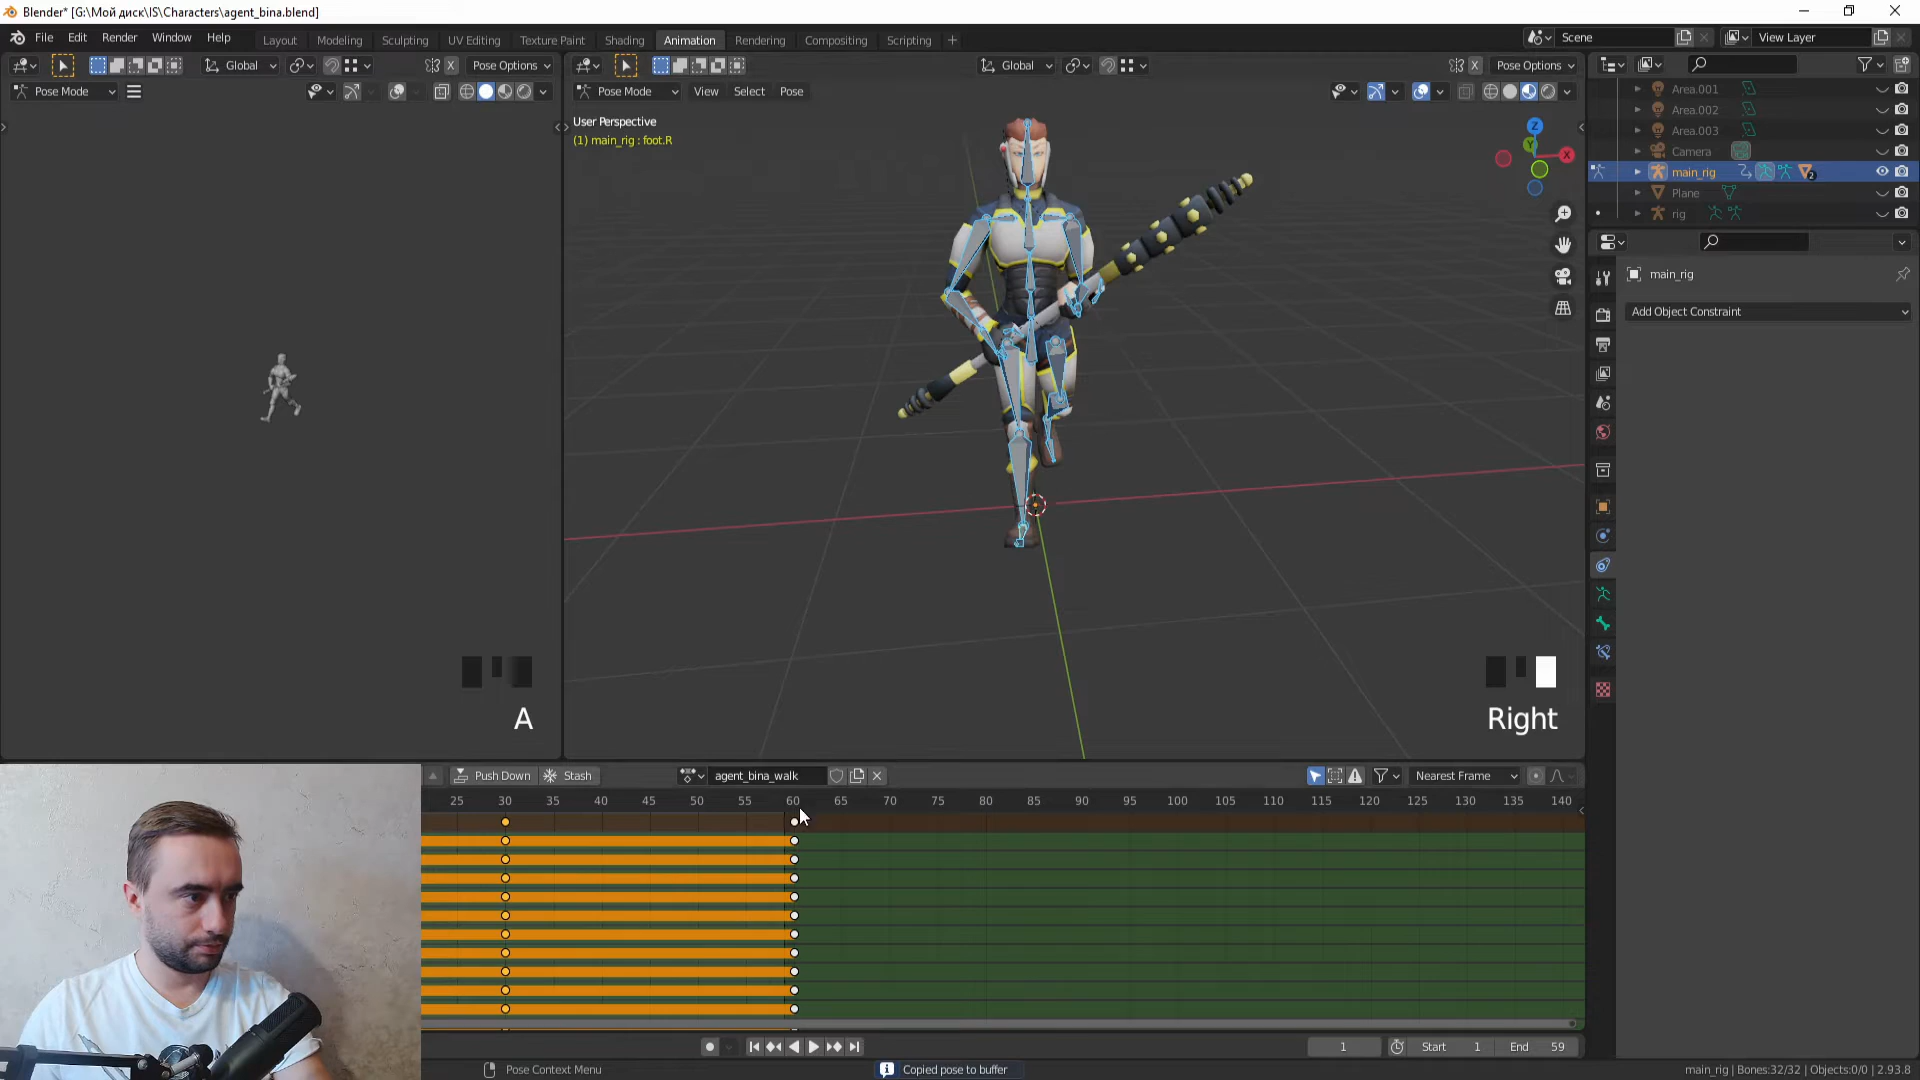 Blender* [G:\Мой диск\IS\Characters\agent_bina.blend]
File Edit Render Window Help Layout Modeling Sculpting UV Editing Texture Paint Shading Animation Rendering Compositing Scripting + Scene View Layer
Global X Pose Options Global X Pose Options
Pose Mode Pose Mode View Select Pose
Area.001
Area.002
Area.003
Camera
main_rig 2
Plane
rig
User Perspective
(1) main_rig : foot.R
Z
Y
X
main_rig
Add Object Constraint
A
Right
Push Down Stash agent_bina_walk Nearest Frame
25 30 35 40 45 50 55 60 65 70 75 80 85 90 95 100 105 110 115 120 125 130 135 140
1 Start 1 End 59
Pose Context Menu Copied pose to buffer main_rig | Bones:32/32 | Objects:0/0 | 2.93.8